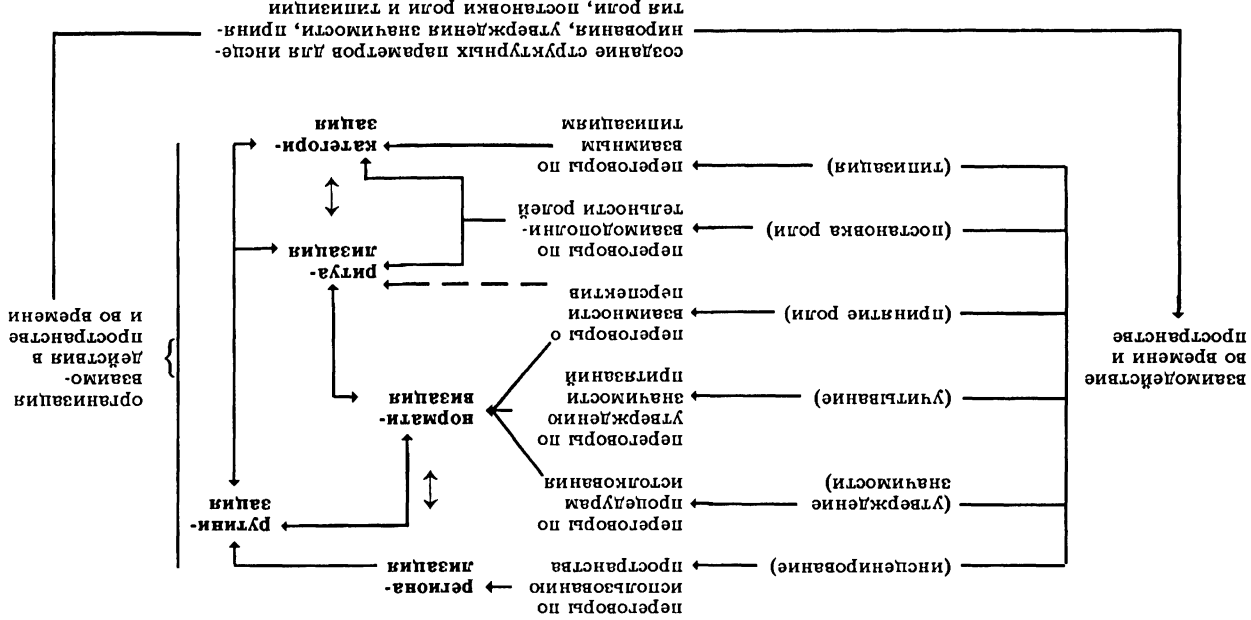 переговоры по
использованию
пространства
(инсценирование)
региона-
лизация
(утверждение
значимости)
переговоры по
процедурам
истолкования
рутини-
зация
(учитывание)
переговоры по
утверждению
значимости
притязаний
нормати-
визация
взаимодействие
во времени и
пространстве
(принятие роли)
переговоры о
взаимности
перспектив
организация
взаимо-
действия в
пространстве
и во времени
(постановка роли)
переговоры по
взаимодополни-
тельности ролей
ритуа-
лизация
(типизация)
переговоры по
взаимным
типизациям
категори-
зация
создание структурных параметров для инсце-
нирования, утверждения значимости, приня-
тия роли, постановки роли и типизации